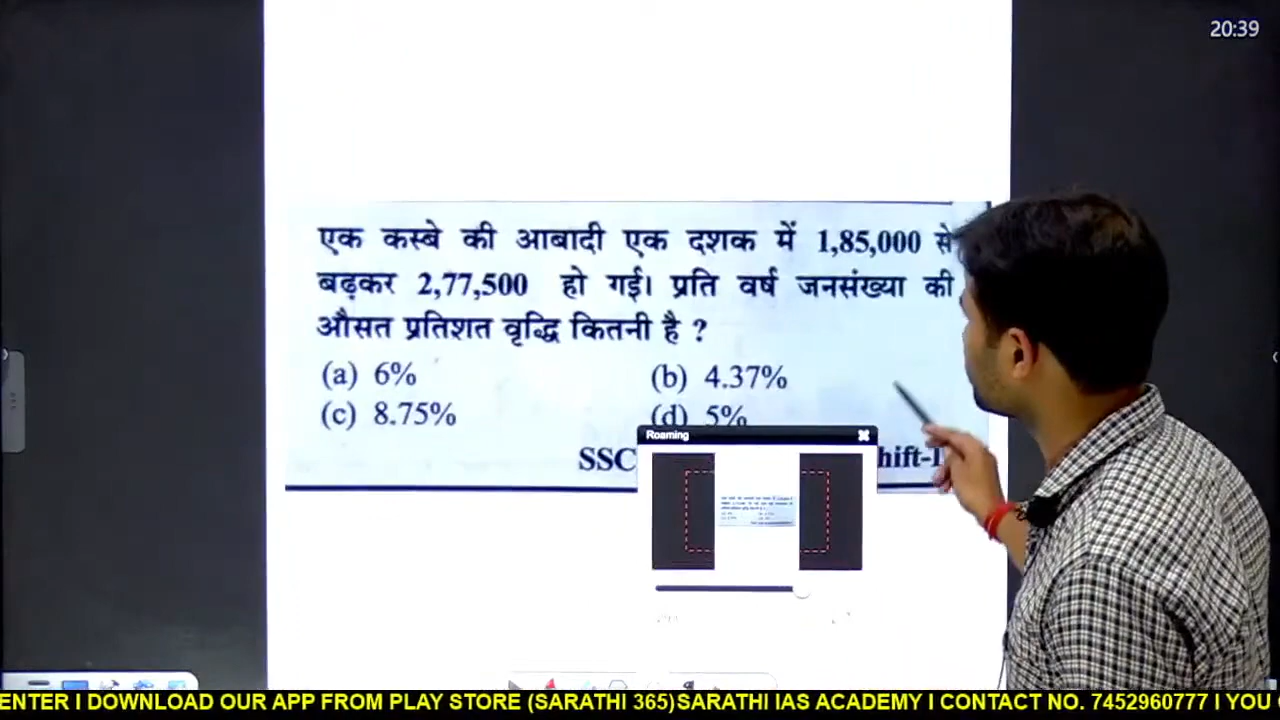 20:39
एक कस्बे की आबादी एक दशक में 1,85,000 से
बढ़कर 2,77,500 हो गई। प्रति वर्ष जनसंख्या की
औसत प्रतिशत वृद्धि कितनी है ?
(a) 6% (b) 4.37%
(c) 8.75% (d) 5%
SSC
Roaming
ENTER I DOWNLOAD OUR APP FROM PLAY STORE (SARATHI 365)SARATHI IAS ACADEMY I CONTACT NO. 7452960777 I YOU